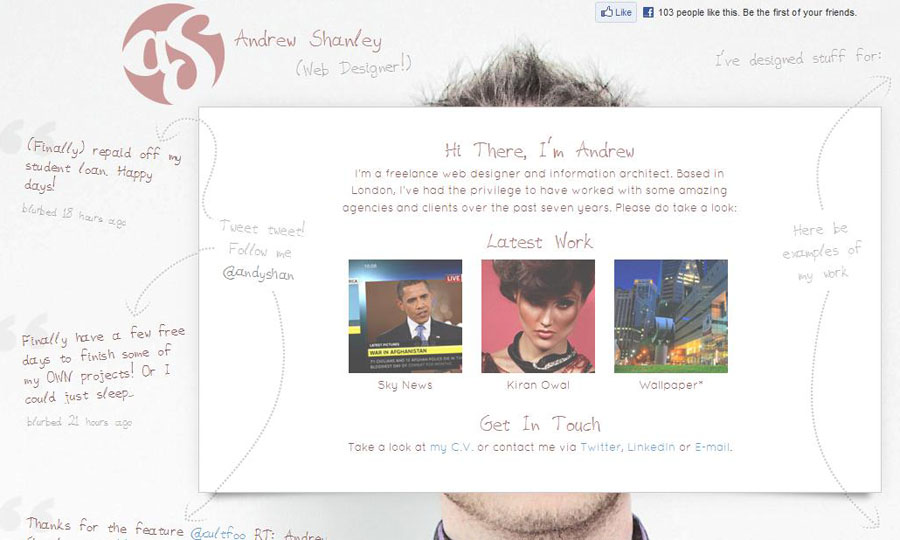 Like
103 people like this. Be the first of your friends.
as
Andrew Shanley
(Web Designer!)
I've designed stuff for:
(Finally) repaid off my
student loan. Happy
days!
blurbed 18 hours ago
Tweet tweet!
Follow me
@andyshan
Finally have a few free
days to finish some of
my OWN projects! Or I
could just sleep...
blurbed 21 hours ago
Thanks for the feature @cultfoo RT: Andrew
Hi There, I'm Andrew
I'm a freelance web designer and information architect. Based in
London, I've had the privilege to have worked with some amazing
agencies and clients over the past seven years. Please do take a look:
Latest Work
10:08
LIVE
LATEST PICTURES
WAR IN AFGHANISTAN
Sky News
Kiran Owal
Wallpaper*
Get In Touch
Take a look at my C.V. or contact me via Twitter, LinkedIn or E-mail.
Here be
examples of
my work